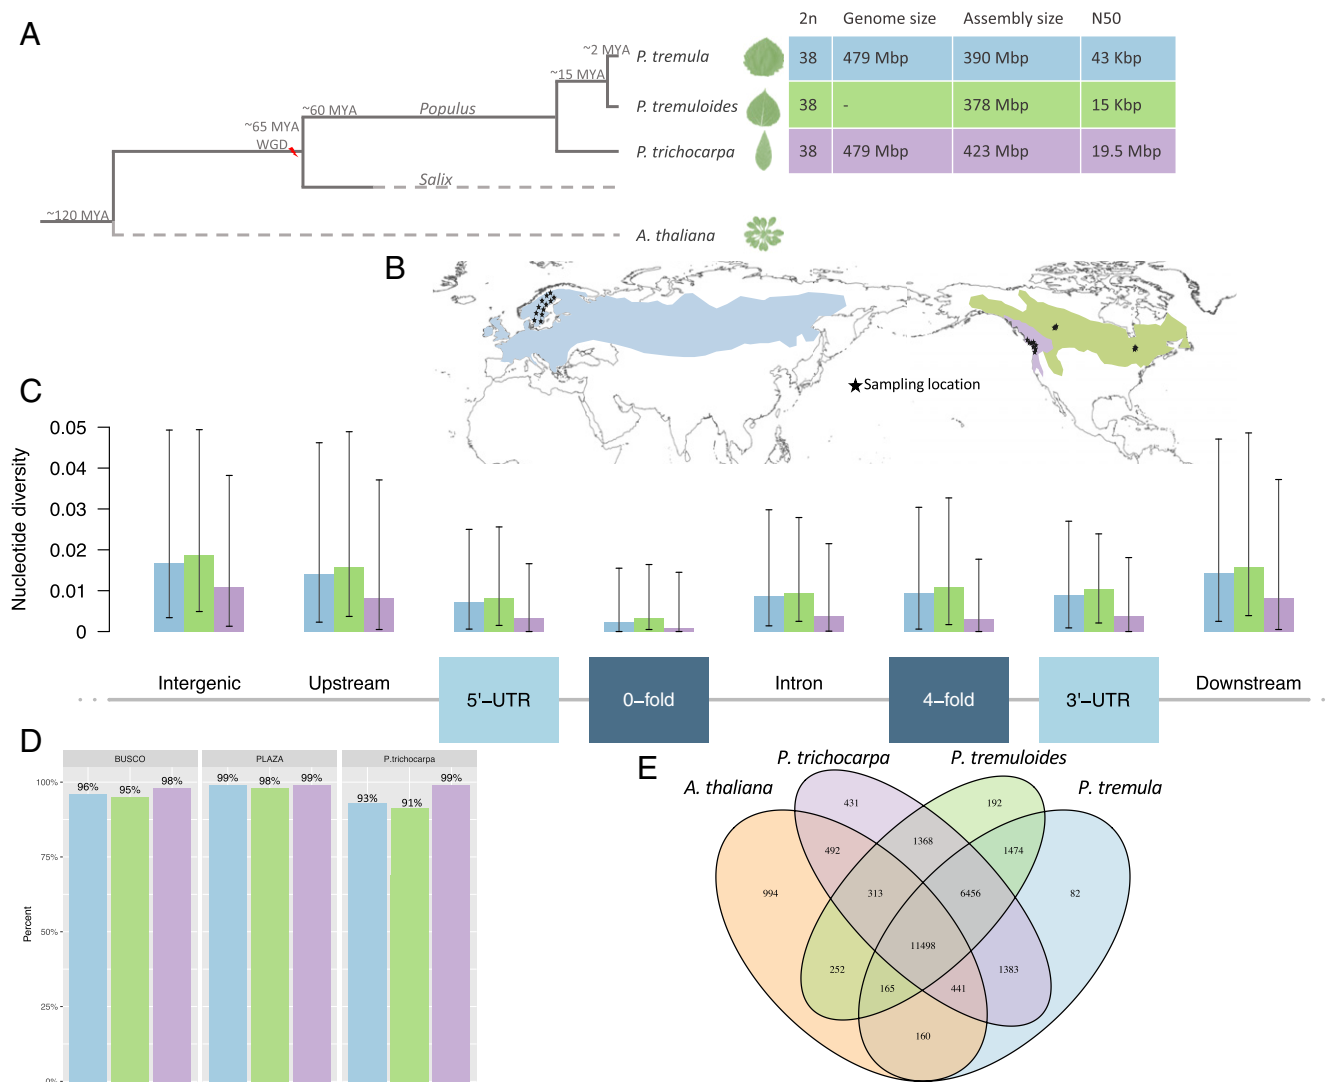 A
2n Genome size Assembly size N50
~2 MYA
P. tremula
38 479 Mbp 390 Mbp 43 Kbp
~15 MYA
~60 MYA
Populus
P. tremuloides
38 - 378 Mbp 15 Kbp
~65 MYA
WGD
P. trichocarpa
38 479 Mbp 423 Mbp 19.5 Mbp
Salix
~120 MYA
A. thaliana
B
★Sampling location
C
Nucleotide diversity
0.05
0.04
0.03
0.02
0.01
0
Intergenic
Upstream
5'–UTR
0–fold
Intron
4–fold
3'–UTR
Downstream
D
BUSCO PLAZA P.trichocarpa
Percent
100%
75%
50%
25%
0%
96% 95% 98%
99% 98% 99%
93% 91% 99%
E
P. trichocarpa
P. tremuloides
A. thaliana
P. tremula
431
192
492
1368
1474
994
313
6456
82
11498
252
165
441
1383
160